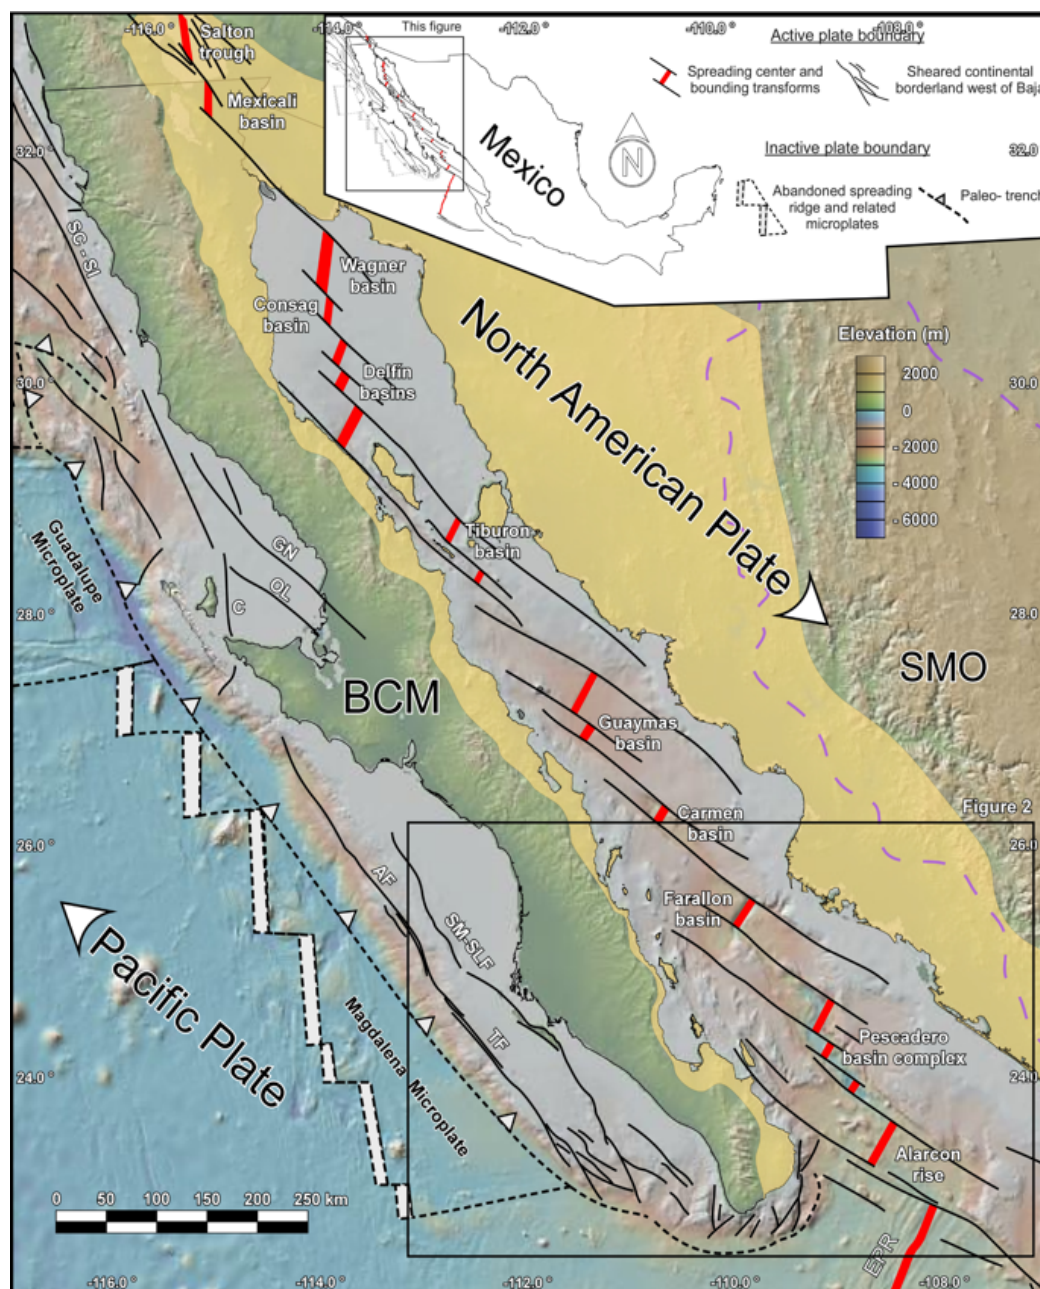 -116.0 °
-114.0 °
-112.0 °
-110.0 °
-108.0 °
This figure
Active plate boundary
Spreading center and
bounding transforms
Sheared continental
borderland west of Baja
Inactive plate boundary
Abandoned spreading
ridge and related
microplates
Paleo- trench
Mexico
N
Salton
trough
Mexicali
basin
32.0 °
32.0
SC - SI
Wagner
basin
Consag
basin
Delfin
basins
North American Plate
Elevation (m)
2000
0
- 2000
- 4000
- 6000
30.0 °
30.0
Tiburon
basin
Guadalupe
Microplate
GN
OL
C
28.0 °
28.0
BCM
SMO
Guaymas
basin
Carmen
basin
Figure 2
26.0 °
26.0
AF
SM-SLF
TF
Farallon
basin
Pacific Plate
Magdalena Microplate
Pescadero
basin complex
24.0 °
24.0
Alarcon
rise
EPR
0 50 100 150 200 250 km
-116.0 °
-114.0 °
-112.0 °
-110.0 °
-108.0 °